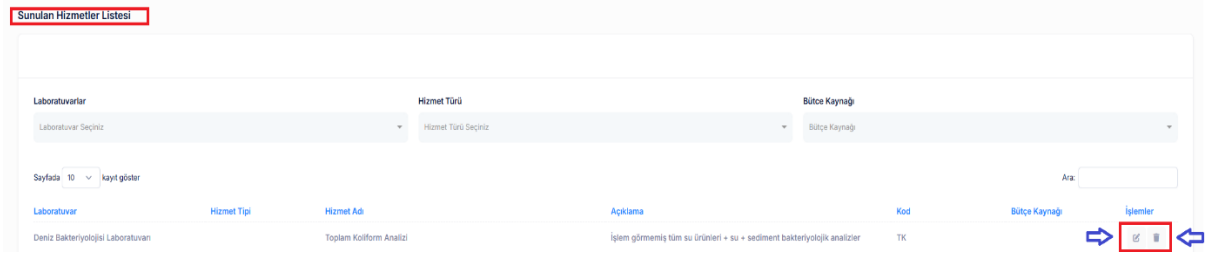 Sunulan Hizmetler Listesi
Laboratuvarlar Hizmet Türü Bütce Kaynağı
Laboratuvar Seçiniz Hizmet Türü Seçiniz Bütçe Kaynağı
Sayfada 10 kayıt göster Ara:
Laboratuvar Hizmet Tipi Hizmet Adı Açıklama Kod Bütçe Kaynağı İşlemler
Deniz Bakteriyolojisi Laboratuvarı Toplam Koliform Analizi İşlem görmemiş tüm su ürünleri + su + sediment bakteriyolojik analizler TK